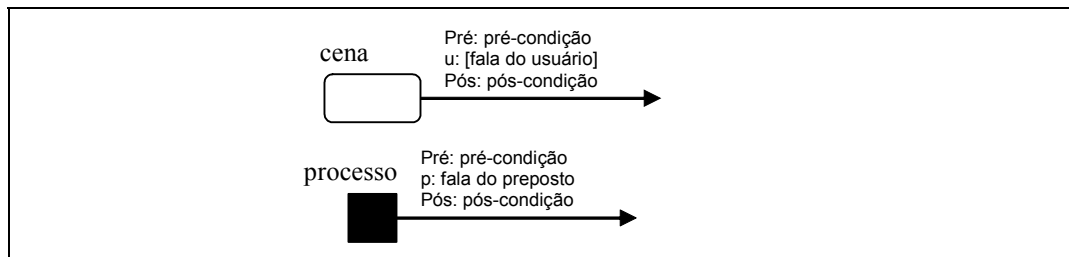 cena
Pré: pré-condição
u: [fala do usuário]
Pós: pós-condição
processo
Pré: pré-condição
p: fala do preposto
Pós: pós-condição